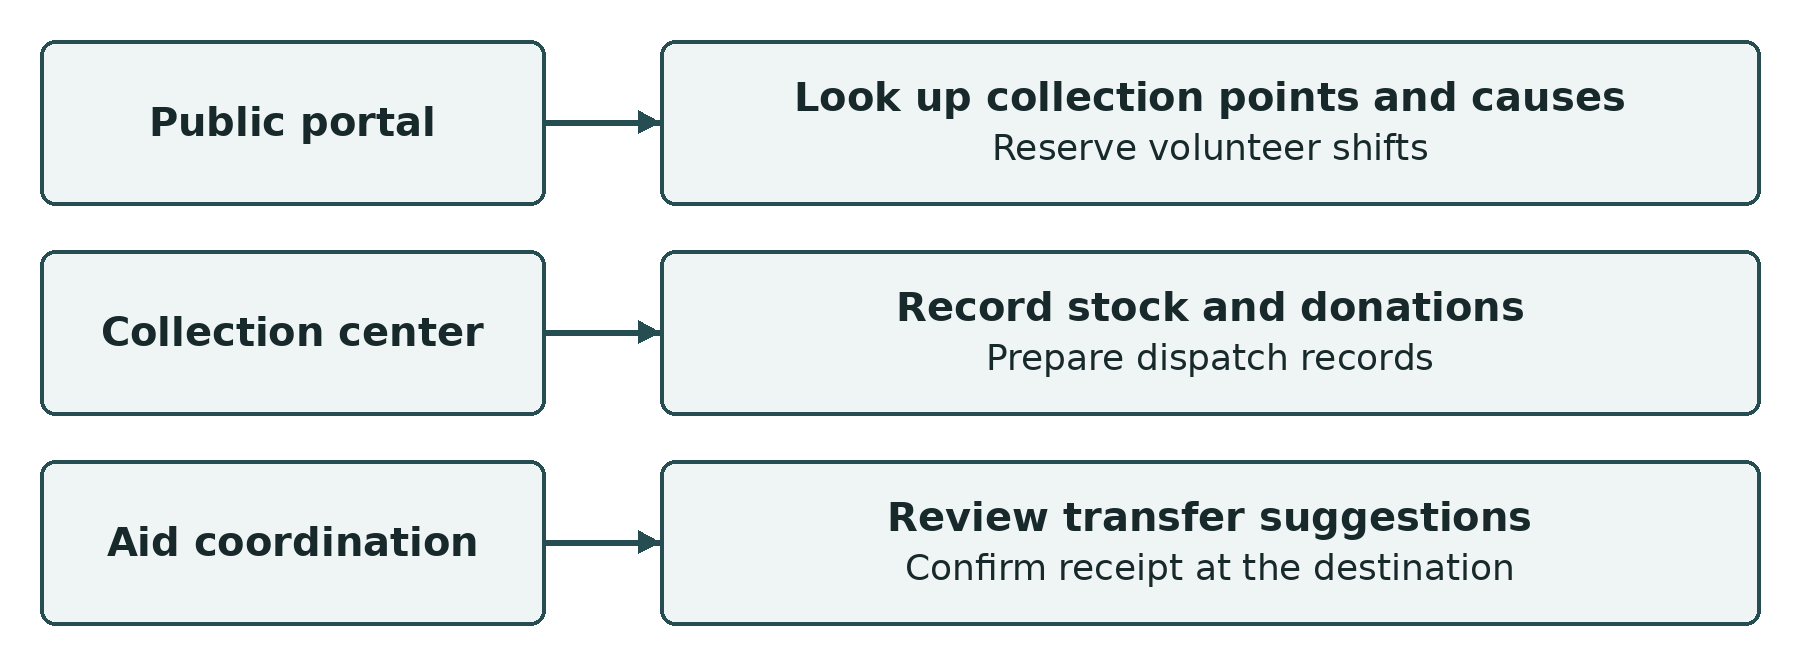 Public portal
Look up collection points and causes
Reserve volunteer shifts
Collection center
Record stock and donations
Prepare dispatch records
Aid coordination
Review transfer suggestions
Confirm receipt at the destination